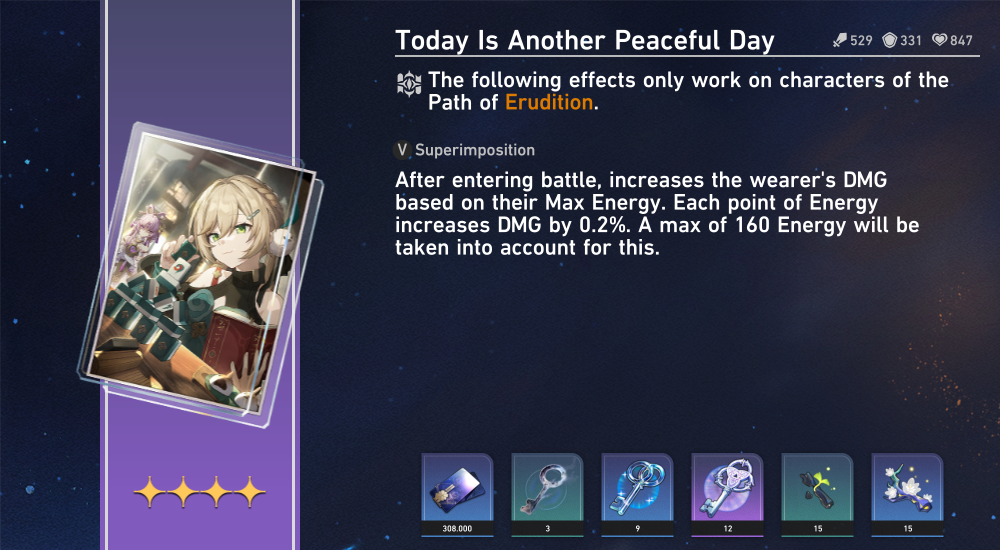 Today Is Another Peaceful Day
529 331 847
The following effects only work on characters of the
Path of Erudition.
V Superimposition
After entering battle, increases the wearer's DMG
based on their Max Energy. Each point of Energy
increases DMG by 0.2%. A max of 160 Energy will be
taken into account for this.
308.000 3 9 12 15 15